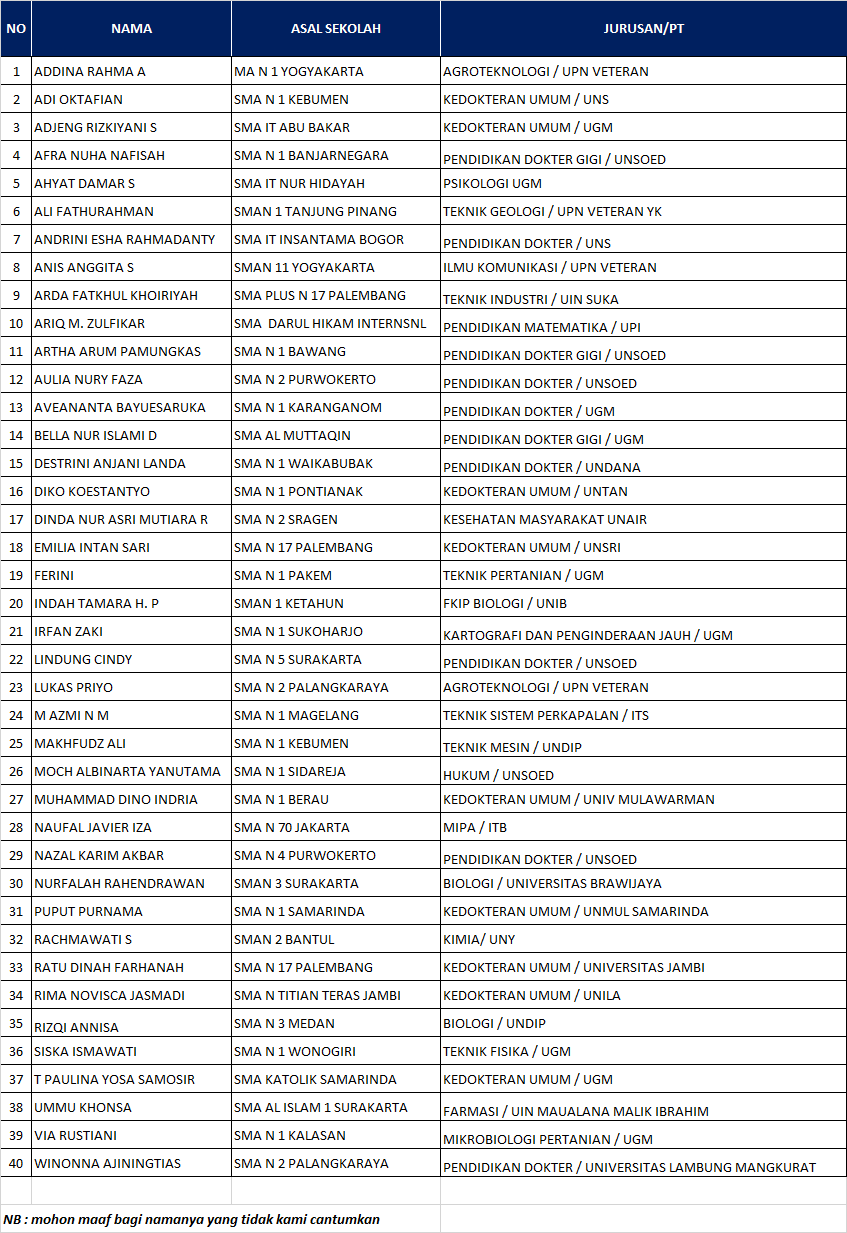 NO NAMA ASAL SEKOLAH JURUSAN/PT
1 ADDINA RAHMA A MA N 1 YOGYAKARTA AGROTEKNOLOGI / UPN VETERAN
2 ADI OKTAFIAN SMA N 1 KEBUMEN KEDOKTERAN UMUM / UNS
3 ADJENG RIZKIYANI S SMA IT ABU BAKAR KEDOKTERAN UMUM / UGM
4 AFRA NUHA NAFISAH SMA N 1 BANJARNEGARA PENDIDIKAN DOKTER GIGI / UNSOED
5 AHYAT DAMAR S SMA IT NUR HIDAYAH PSIKOLOGI UGM
6 ALI FATHURAHMAN SMAN 1 TANJUNG PINANG TEKNIK GEOLOGI / UPN VETERAN YK
7 ANDRINI ESHA RAHMADANTY SMA IT INSANTAMA BOGOR PENDIDIKAN DOKTER / UNS
8 ANIS ANGGITA S SMAN 11 YOGYAKARTA ILMU KOMUNIKASI / UPN VETERAN
9 ARDA FATKHUL KHOIRIYAH SMA PLUS N 17 PALEMBANG TEKNIK INDUSTRI / UIN SUKA
10 ARIQ M. ZULFIKAR SMA  DARUL HIKAM INTERNSNL PENDIDIKAN MATEMATIKA / UPI
11 ARTHA ARUM PAMUNGKAS SMA N 1 BAWANG PENDIDIKAN DOKTER GIGI / UNSOED
12 AULIA NURY FAZA SMA N 2 PURWOKERTO PENDIDIKAN DOKTER / UNSOED
13 AVEANANTA BAYUESARUKA SMA N 1 KARANGANOM PENDIDIKAN DOKTER / UGM
14 BELLA NUR ISLAMI D SMA AL MUTTAQIN PENDIDIKAN DOKTER GIGI / UGM
15 DESTRINI ANJANI LANDA SMA N 1 WAIKABUBAK PENDIDIKAN DOKTER / UNDANA
16 DIKO KOESTANTYO SMA N 1 PONTIANAK KEDOKTERAN UMUM / UNTAN
17 DINDA NUR ASRI MUTIARA R SMA N 2 SRAGEN KESEHATAN MASYARAKAT UNAIR
18 EMILIA INTAN SARI SMA N 17 PALEMBANG KEDOKTERAN UMUM / UNSRI
19 FERINI SMA N 1 PAKEM TEKNIK PERTANIAN / UGM
20 INDAH TAMARA H. P SMAN 1 KETAHUN FKIP BIOLOGI / UNIB
21 IRFAN ZAKI SMA N 1 SUKOHARJO KARTOGRAFI DAN PENGINDERAAN JAUH / UGM
22 LINDUNG CINDY SMA N 5 SURAKARTA PENDIDIKAN DOKTER / UNSOED
23 LUKAS PRIYO SMA N 2 PALANGKARAYA AGROTEKNOLOGI / UPN VETERAN
24 M AZMI N M SMA N 1 MAGELANG TEKNIK SISTEM PERKAPALAN / ITS
25 MAKHFUDZ ALI SMA N 1 KEBUMEN TEKNIK MESIN / UNDIP
26 MOCH ALBINARTA YANUTAMA SMA N 1 SIDAREJA HUKUM / UNSOED
27 MUHAMMAD DINO INDRIA SMA N 1 BERAU KEDOKTERAN UMUM / UNIV MULAWARMAN
28 NAUFAL JAVIER IZA SMA N 70 JAKARTA MIPA / ITB
29 NAZAL KARIM AKBAR SMA N 4 PURWOKERTO PENDIDIKAN DOKTER / UNSOED
30 NURFALAH RAHENDRAWAN SMAN 3 SURAKARTA BIOLOGI / UNIVERSITAS BRAWIJAYA
31 PUPUT PURNAMA SMA N 1 SAMARINDA KEDOKTERAN UMUM / UNMUL SAMARINDA
32 RACHMAWATI S SMAN 2 BANTUL KIMIA/ UNY
33 RATU DINAH FARHANAH SMA N 17 PALEMBANG KEDOKTERAN UMUM / UNIVERSITAS JAMBI
34 RIMA NOVISCA JASMADI SMA N TITIAN TERAS JAMBI KEDOKTERAN UMUM / UNILA
35 RIZQI ANNISA SMA N 3 MEDAN BIOLOGI / UNDIP
36 SISKA ISMAWATI SMA N 1 WONOGIRI TEKNIK FISIKA / UGM
37 T PAULINA YOSA SAMOSIR SMA KATOLIK SAMARINDA KEDOKTERAN UMUM / UGM
38 UMMU KHONSA SMA AL ISLAM 1 SURAKARTA FARMASI / UIN MAUALANA MALIK IBRAHIM
39 VIA RUSTIANI SMA N 1 KALASAN MIKROBIOLOGI PERTANIAN / UGM
40 WINONNA AJININGTIAS SMA N 2 PALANGKARAYA PENDIDIKAN DOKTER / UNIVERSITAS LAMBUNG MANGKURAT
NB : mohon maaf bagi namanya yang tidak kami cantumkan